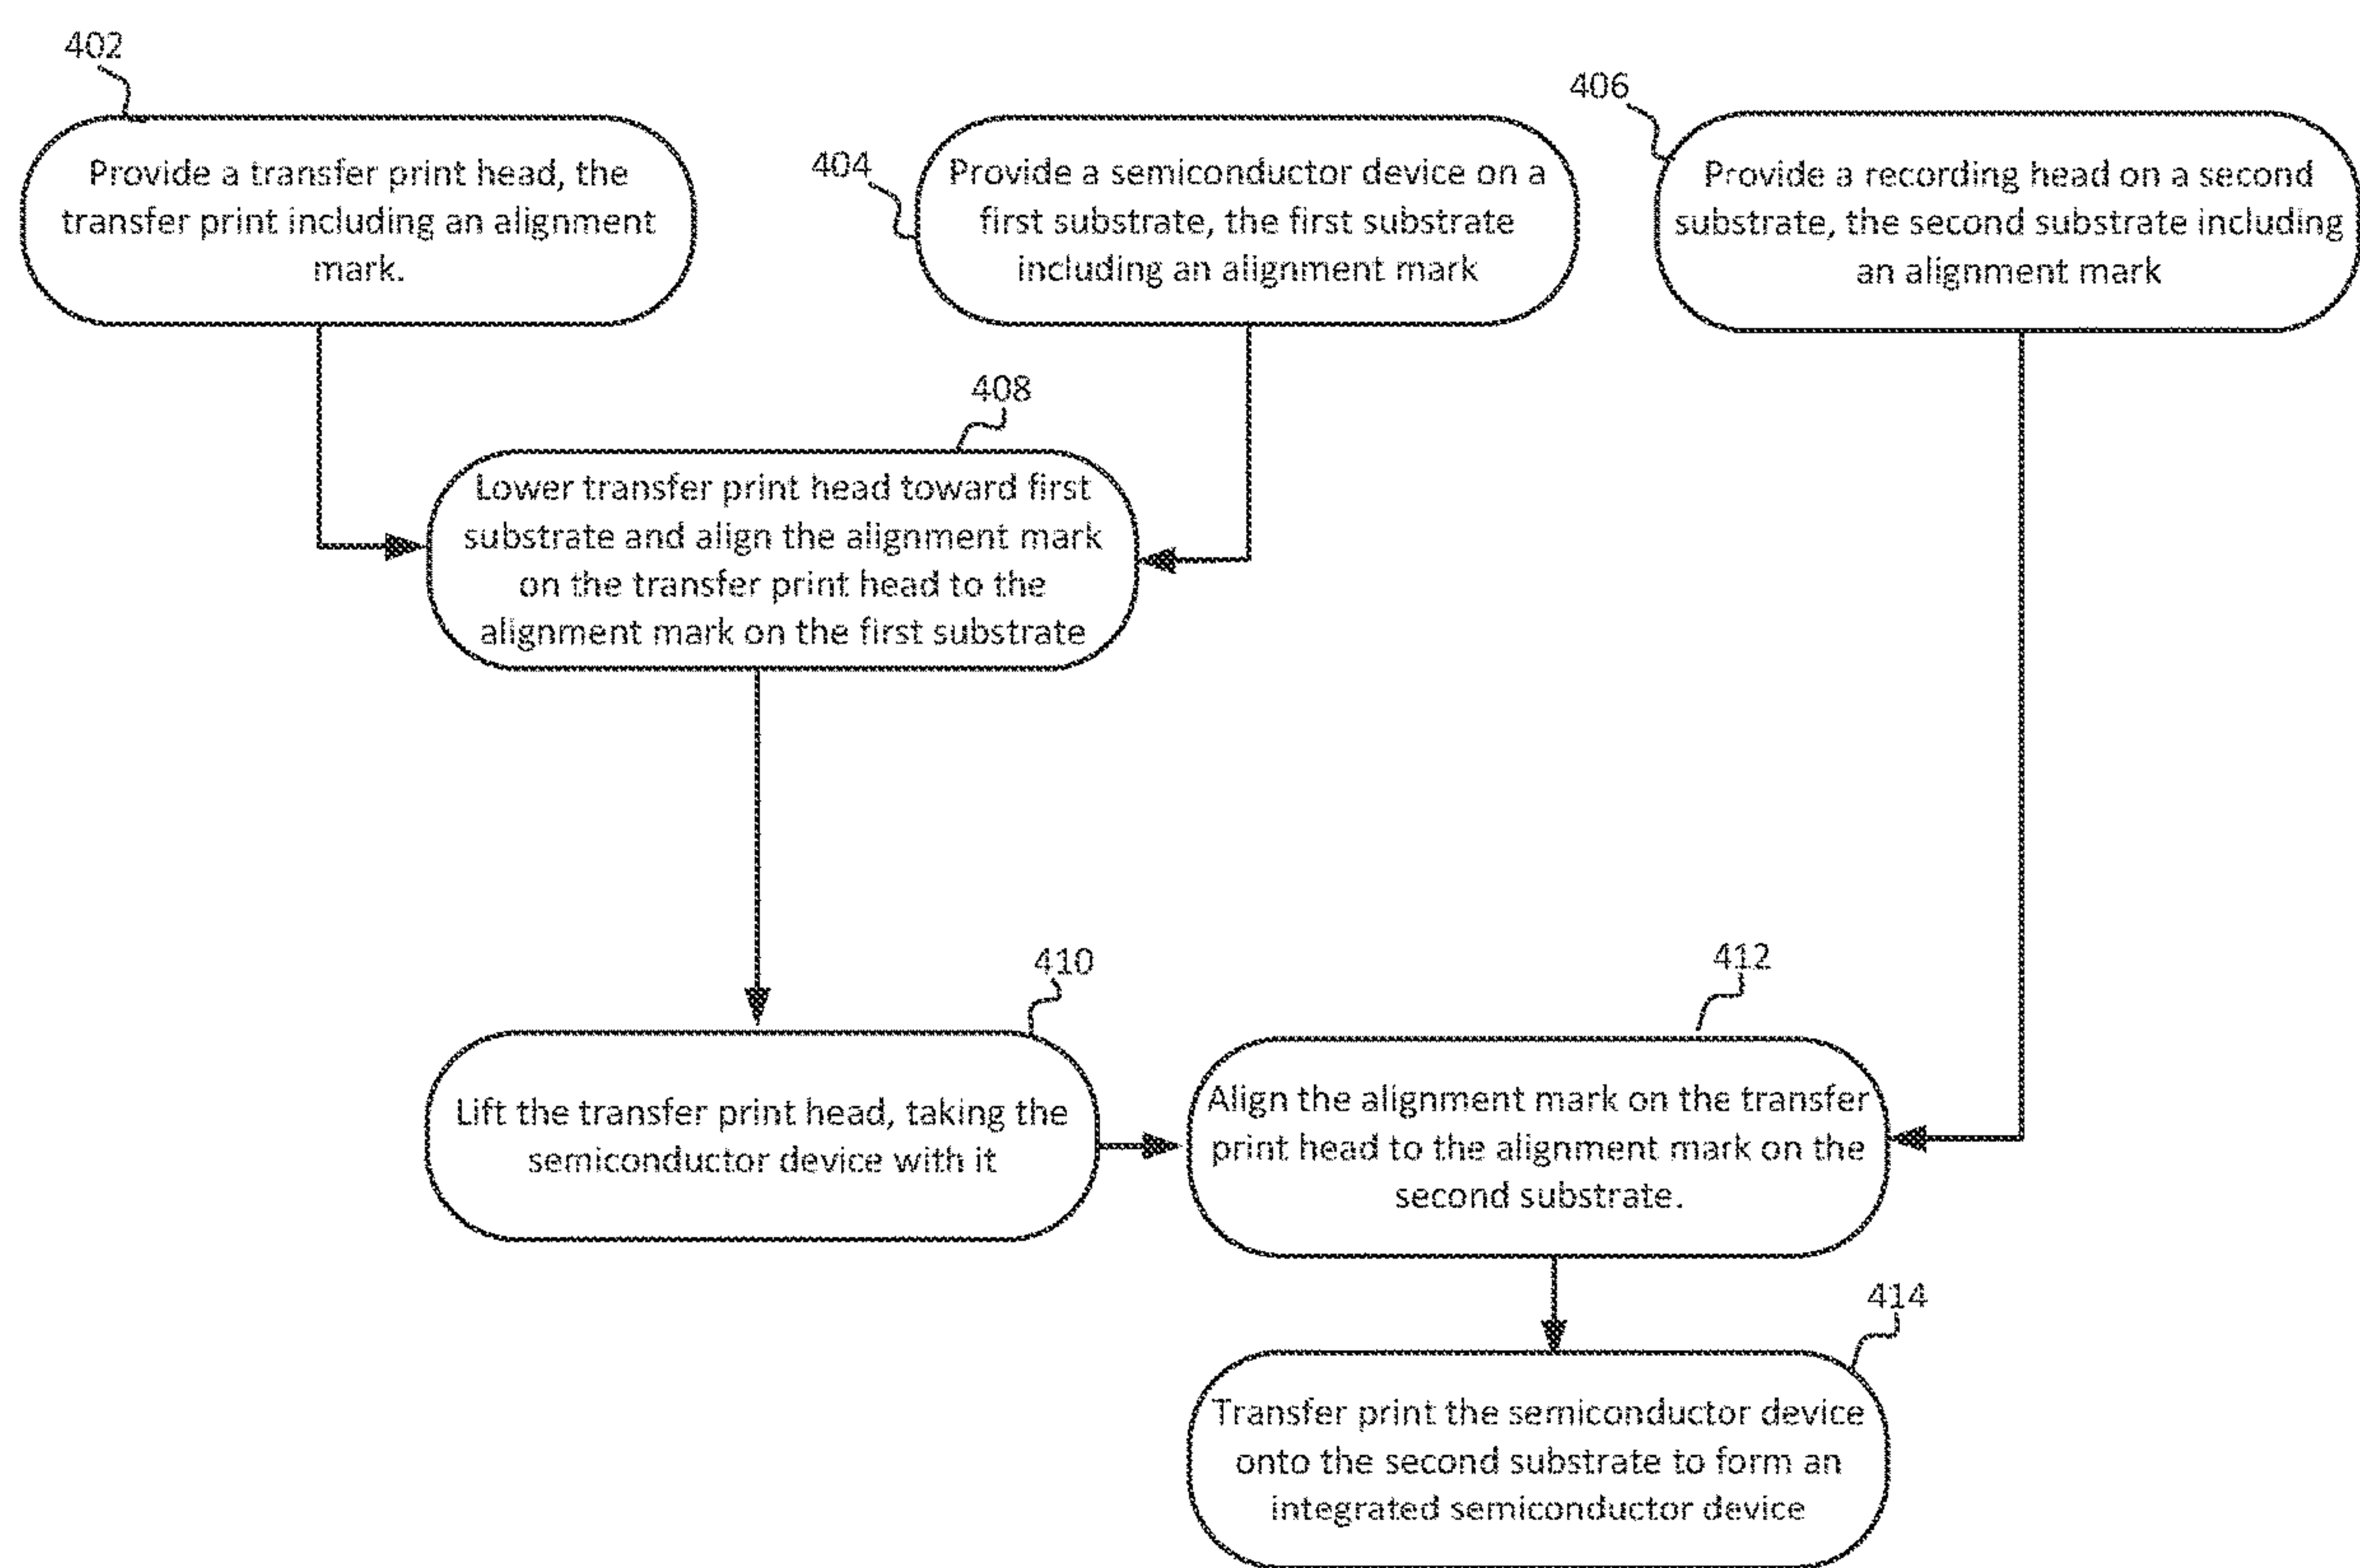 402
Provide a transfer print head, the
transfer print including an alignment
mark.
404
Provide a semiconductor device on a
first substrate, the first substrate
including an alignment mark
406
Provide a recording head on a second
substrate, the second substrate including
an alignment mark
408
Lower transfer print head toward first
substrate and align the alignment mark
on the transfer print head to the
alignment mark on the first substrate
410
Lift the transfer print head, taking the
semiconductor device with it
412
Align the alignment mark on the transfer
print head to the alignment mark on the
second substrate.
414
Transfer print the semiconductor device
onto the second substrate to form an
integrated semiconductor device